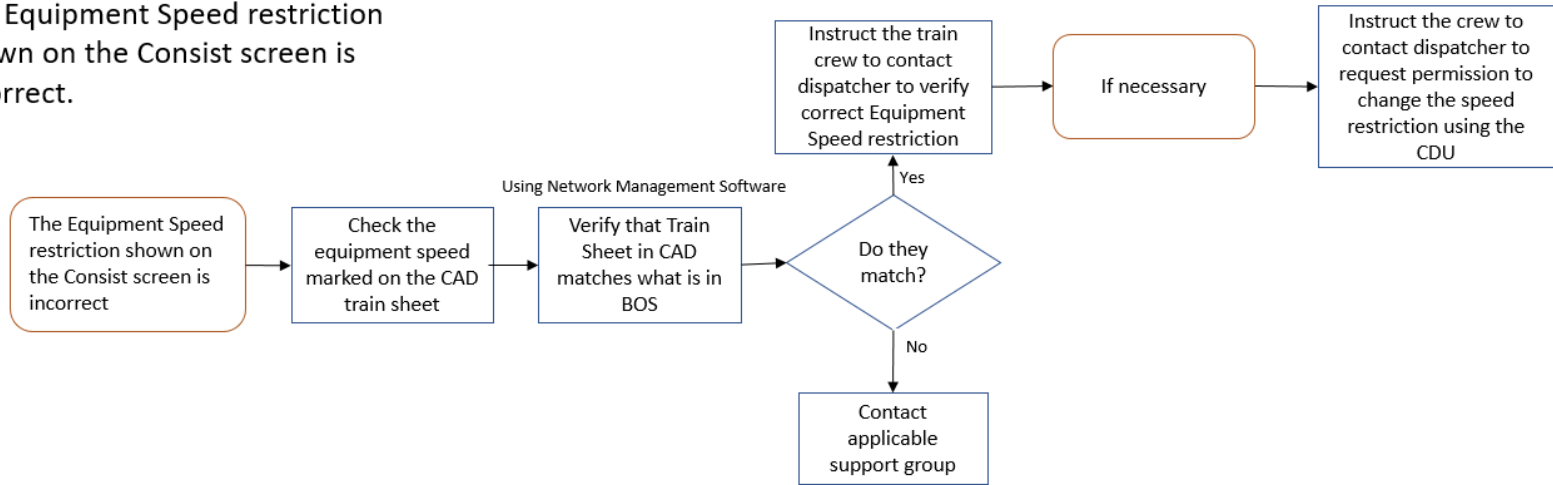 Equipment Speed restriction
wn on the Consist screen is
rrect.
The Equipment Speed
restriction shown on
the Consist screen is
incorrect
Check the
equipment speed
marked on the CAD
train sheet
Using Network Management Software
Verify that Train
Sheet in CAD
matches what is in
BOS
Do they
match?
Yes
Instruct the train
crew to contact
dispatcher to verify
correct Equipment
Speed restriction
If necessary
Instruct the crew to
contact dispatcher to
request permission to
change the speed
restriction using the
CDU
No
Contact
applicable
support group